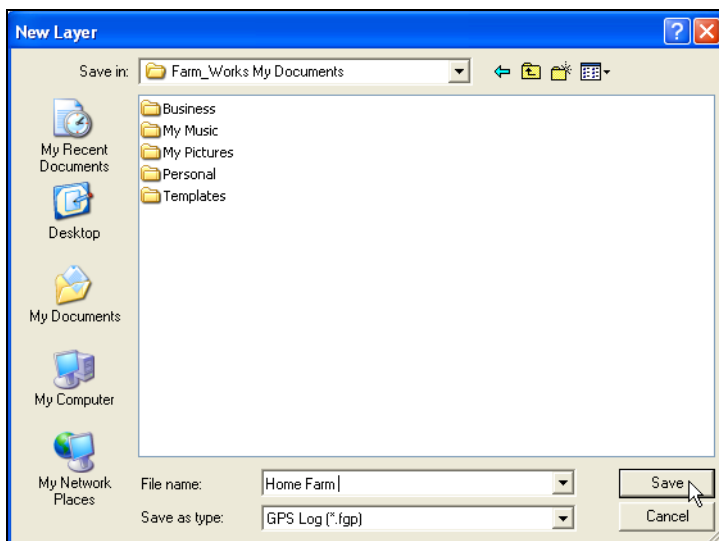 New Layer
Save in: Farm_Works My Documents
Business
My Music
My Pictures
Personal
Templates
My Recent
Documents
Desktop
My Documents
My Computer
My Network
Places
File name: Home Farm Save
Save as type: GPS Log (*.fgp) Cancel